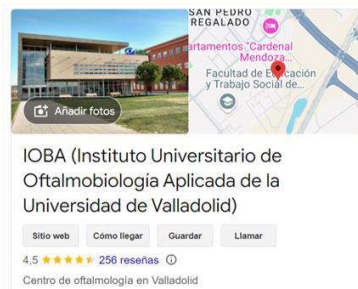 SAN PEDRO
REGALADO
artamentos "Cardenal
Mendoza...
Facultad de Educación
y Trabajo Social de...
Añadir fotos
IOBA (Instituto Universitario de
Oftalmobiología Aplicada de la
Universidad de Valladolid)
Sitio web Cómo llegar Guardar Llamar
4,5 256 reseñas
Centro de oftalmología en Valladolid